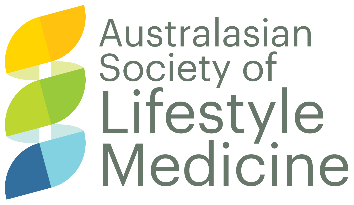 Australasian
Society of
Lifestyle
Medicine